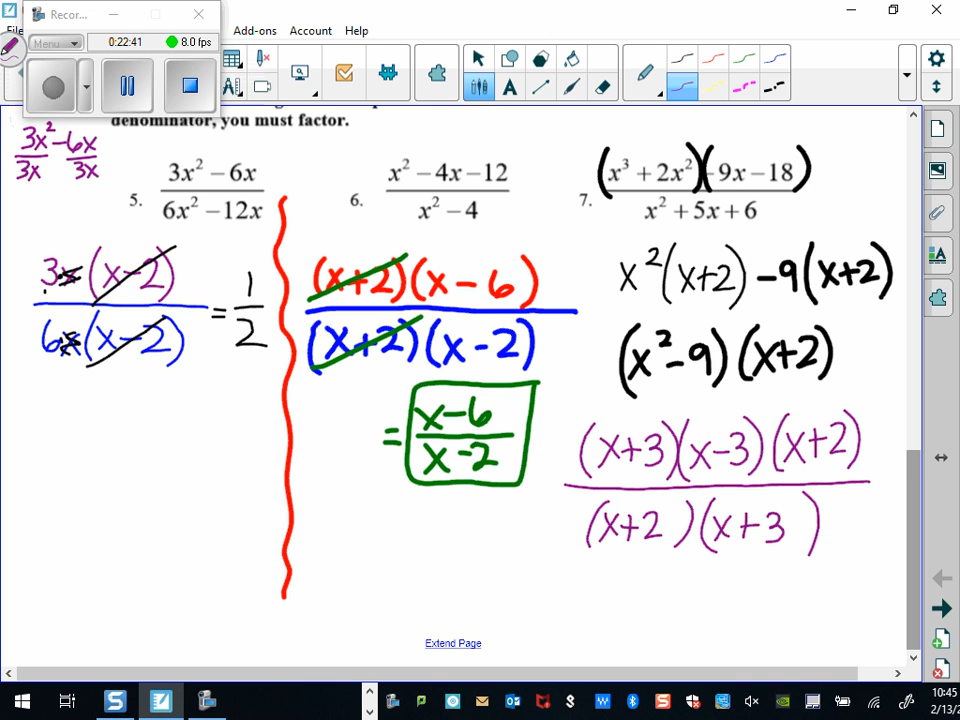 Recor...
Menu...
0:22:41
8.0 fps
Add-ons Account Help
denominator, you must factor.
3x² - 6x
3x 3x
5. 3x² − 6x
6x² −12x
3x (x-2)
6x (x-2)
= 1
2
6. x² − 4x −12
x² − 4
(x+2)(x-6)
(x+2)(x-2)
= x-6
x-2
7. (x³ + 2x²)(9x −18)
x² + 5x + 6
x²(x+2) -9(x+2)
(x²-9)(x+2)
(x+3)(x-3)(x+2)
(x+2)(x+3)
Extend Page
10:45
2/13/2